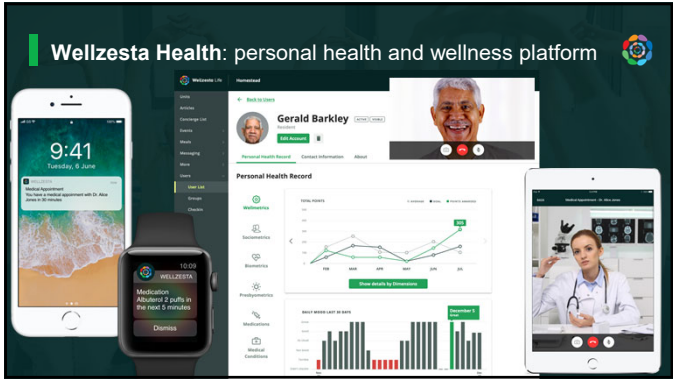 Wellzesta Health: personal health and wellness platform
Wellzesta Life
Homestead
Units
Articles
Concierge List
Events
Meals
Messaging
More
Users
User List
Groups
Checkin
Back to Users
Gerald Barkley
Resident
Edit Account
Personal Health Record
Contact Information
About
Personal Health Record
Wellmetrics
Sociometrics
Biometrics
Presbyometrics
Medications
Medical
Conditions
TOTAL POINTS
FEB MAR APR MAY JUN JUL
Show details by Dimensions
DAILY MOOD LAST 30 DAYS
December 5
Great
9:41
Tuesday, 6 June
WELLZESTA
Medical Appointment
You have a medical appointment with Dr. Alice
Jones in 30 minutes
10:09
WELLZESTA
Medication
Albuterol 2 puffs in
the next 5 minutes
Dismiss
Medical Appointment - Dr. Alice Jones